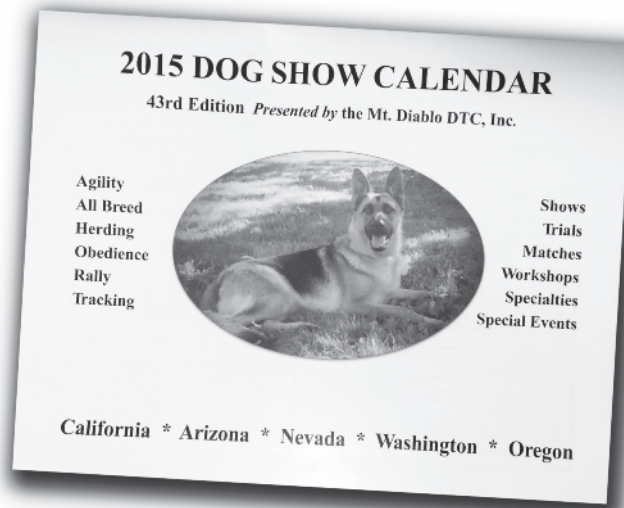 2015 DOG SHOW CALENDAR
43rd Edition Presented by the Mt. Diablo DTC, Inc.
Agility
All Breed
Herding
Obedience
Rally
Tracking
Shows
Trials
Matches
Workshops
Specialties
Special Events
California * Arizona * Nevada * Washington * Oregon